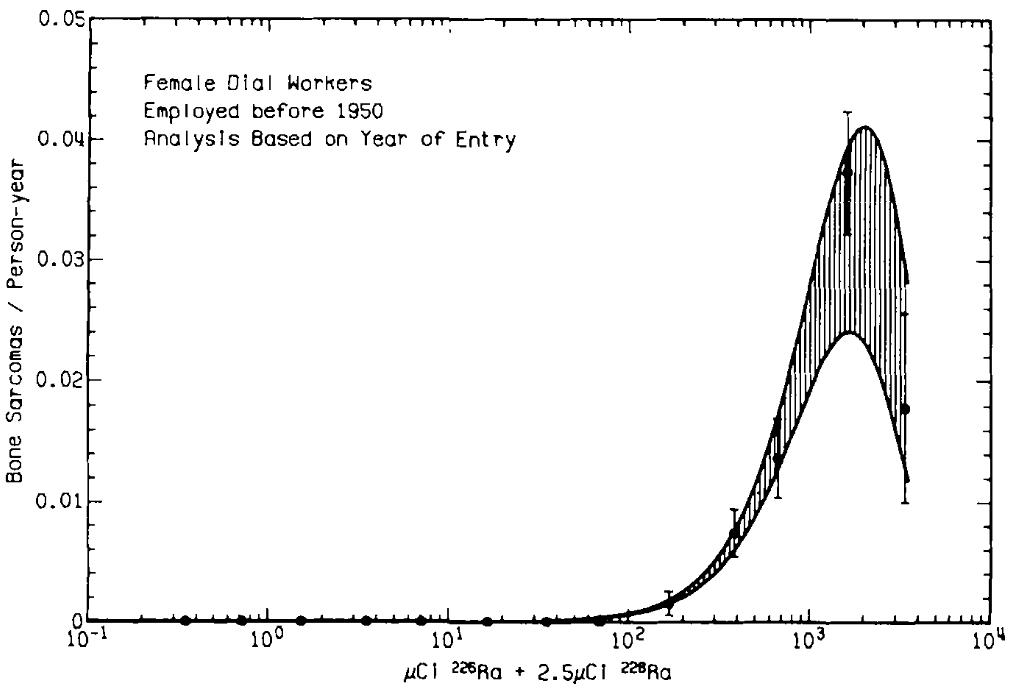 0.05
Female Dial Workers
Employed before 1950
Analysis Based on Year of Entry
0.04
0.03
0.02
0.01
0
Bone Sarcomas / Person-year
10⁻¹ 10⁰ 10¹ 10² 10³ 10⁴
μCi ²²⁶Ra + 2.5μCi ²²⁸Ra